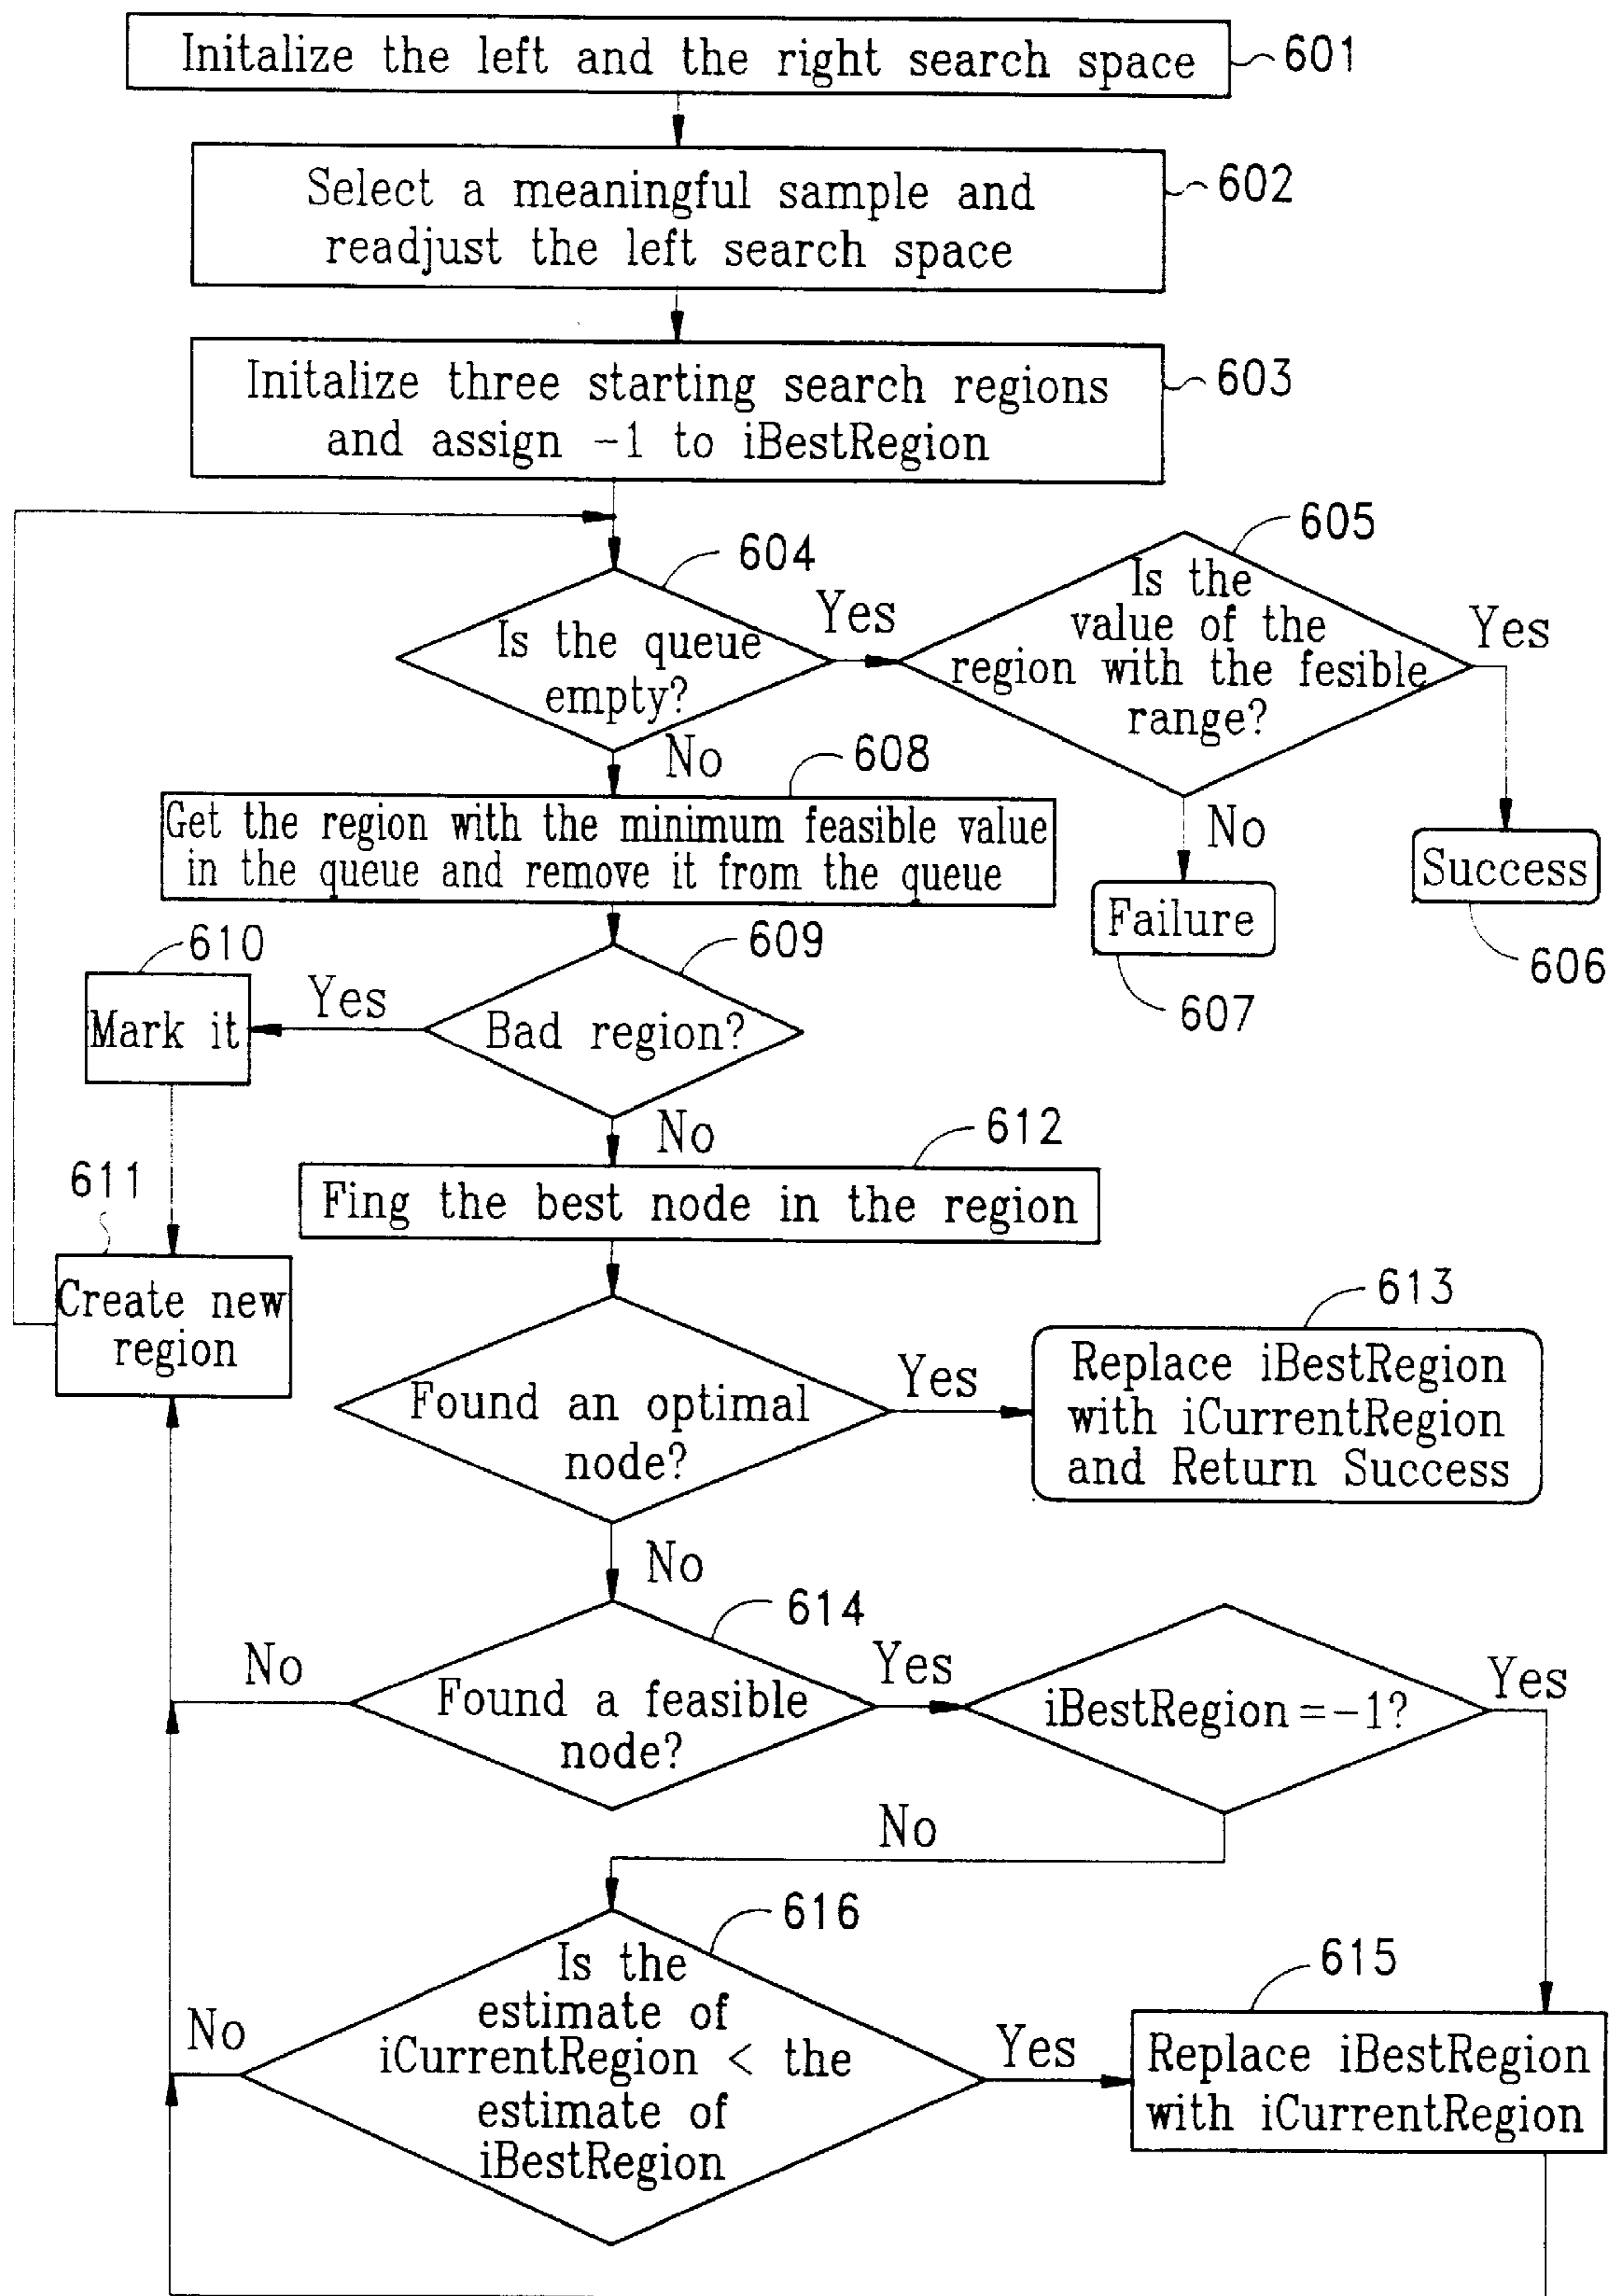 Initalize the left and the right search space
601
Select a meaningful sample and
readjust the left search space
602
Initalize three starting search regions
and assign -1 to iBestRegion
603
604
Is the queue
empty?
Yes
605
Is the
value of the
region with the fesible
range?
Yes
No
608
Get the region with the minimum feasible value
in the queue and remove it from the queue
No
Failure
607
Success
606
610
Mark it
Yes
609
Bad region?
No
612
Fing the best node in the region
611
Create new
region
Found an optimal
node?
Yes
613
Replace iBestRegion
with iCurrentRegion
and Return Success
No
614
No
Found a feasible
node?
Yes
iBestRegion=-1?
Yes
No
616
Is the
estimate of
iCurrentRegion < the
estimate of
iBestRegion
No
Yes
615
Replace iBestRegion
with iCurrentRegion